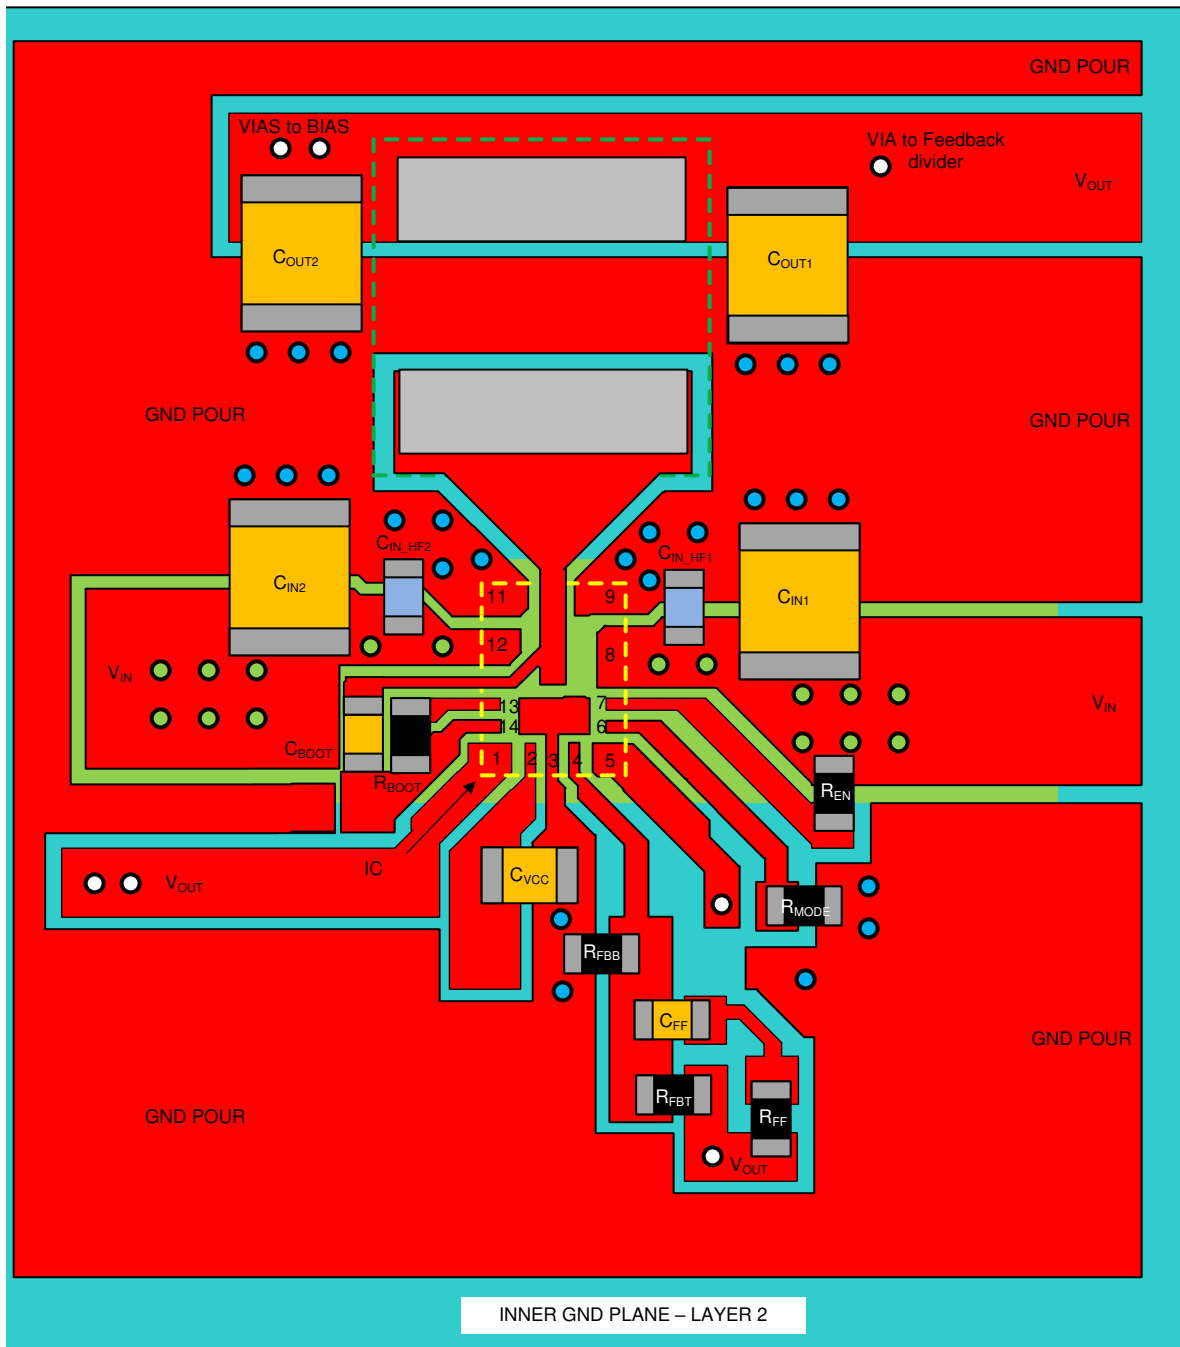 GND POUR
VIAS to BIAS
VIA to Feedback
divider
VOUT
COUT2
COUT1
GND POUR
GND POUR
CIN_HF2
CIN_HF1
CIN2
CIN1
11
9
12
8
VIN
VIN
13
7
14
6
CBOOT
1
2
3
4
5
RBOOT
REN
IC
VOUT
CVCC
RMODE
RFBB
CFF
GND POUR
RFBT
RFF
GND POUR
VOUT
INNER GND PLANE – LAYER 2